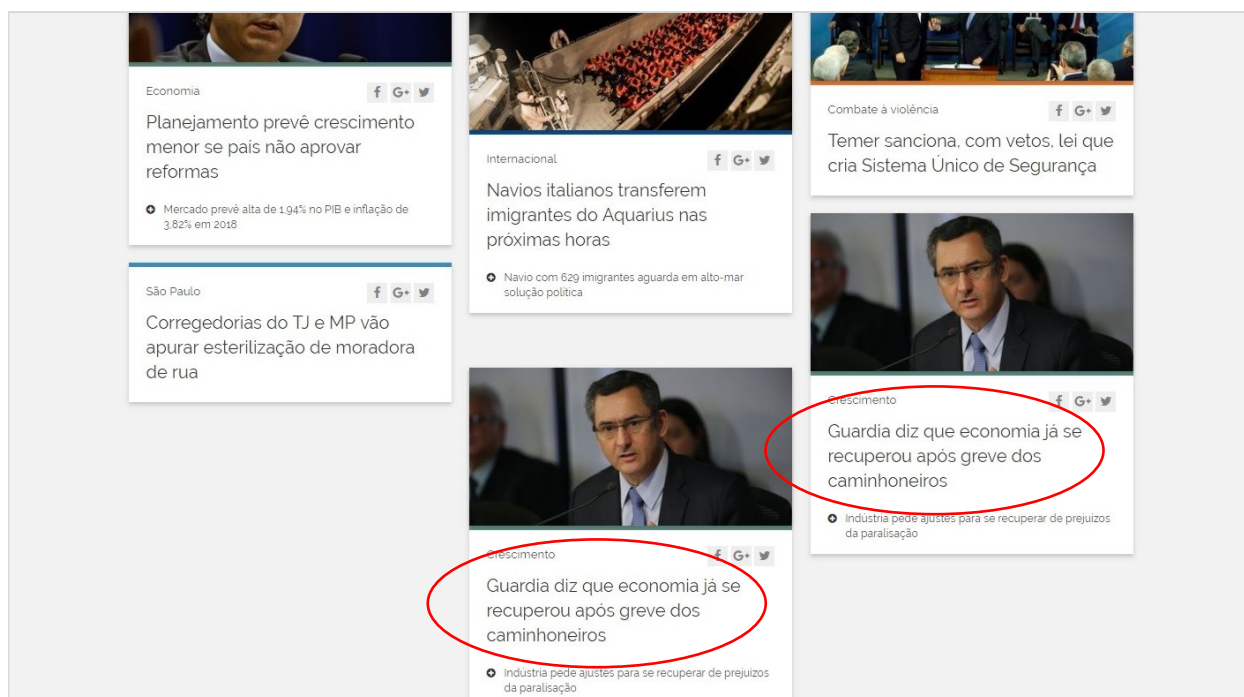 Economia
f G+
Planejamento prevê crescimento
menor se país não aprovar
reformas
Mercado prevê alta de 1,94% no PIB e inflação de
3,82% em 2018
São Paulo
f G+
Corregedorias do TJ e MP vão
apurar esterilização de moradora
de rua
Internacional
f G+
Navios italianos transferem
imigrantes do Aquarius nas
próximas horas
Navio com 629 imigrantes aguarda em alto-mar
solução política
Crescimento
f G+
Guardia diz que economia já se
recuperou após greve dos
caminhoneiros
Indústria pede ajustes para se recuperar de prejuízos
da paralisação
Combate à violência
f G+
Temer sanciona, com vetos, lei que
cria Sistema Único de Segurança
Crescimento
f G+
Guardia diz que economia já se
recuperou após greve dos
caminhoneiros
Indústria pede ajustes para se recuperar de prejuízos
da paralisação